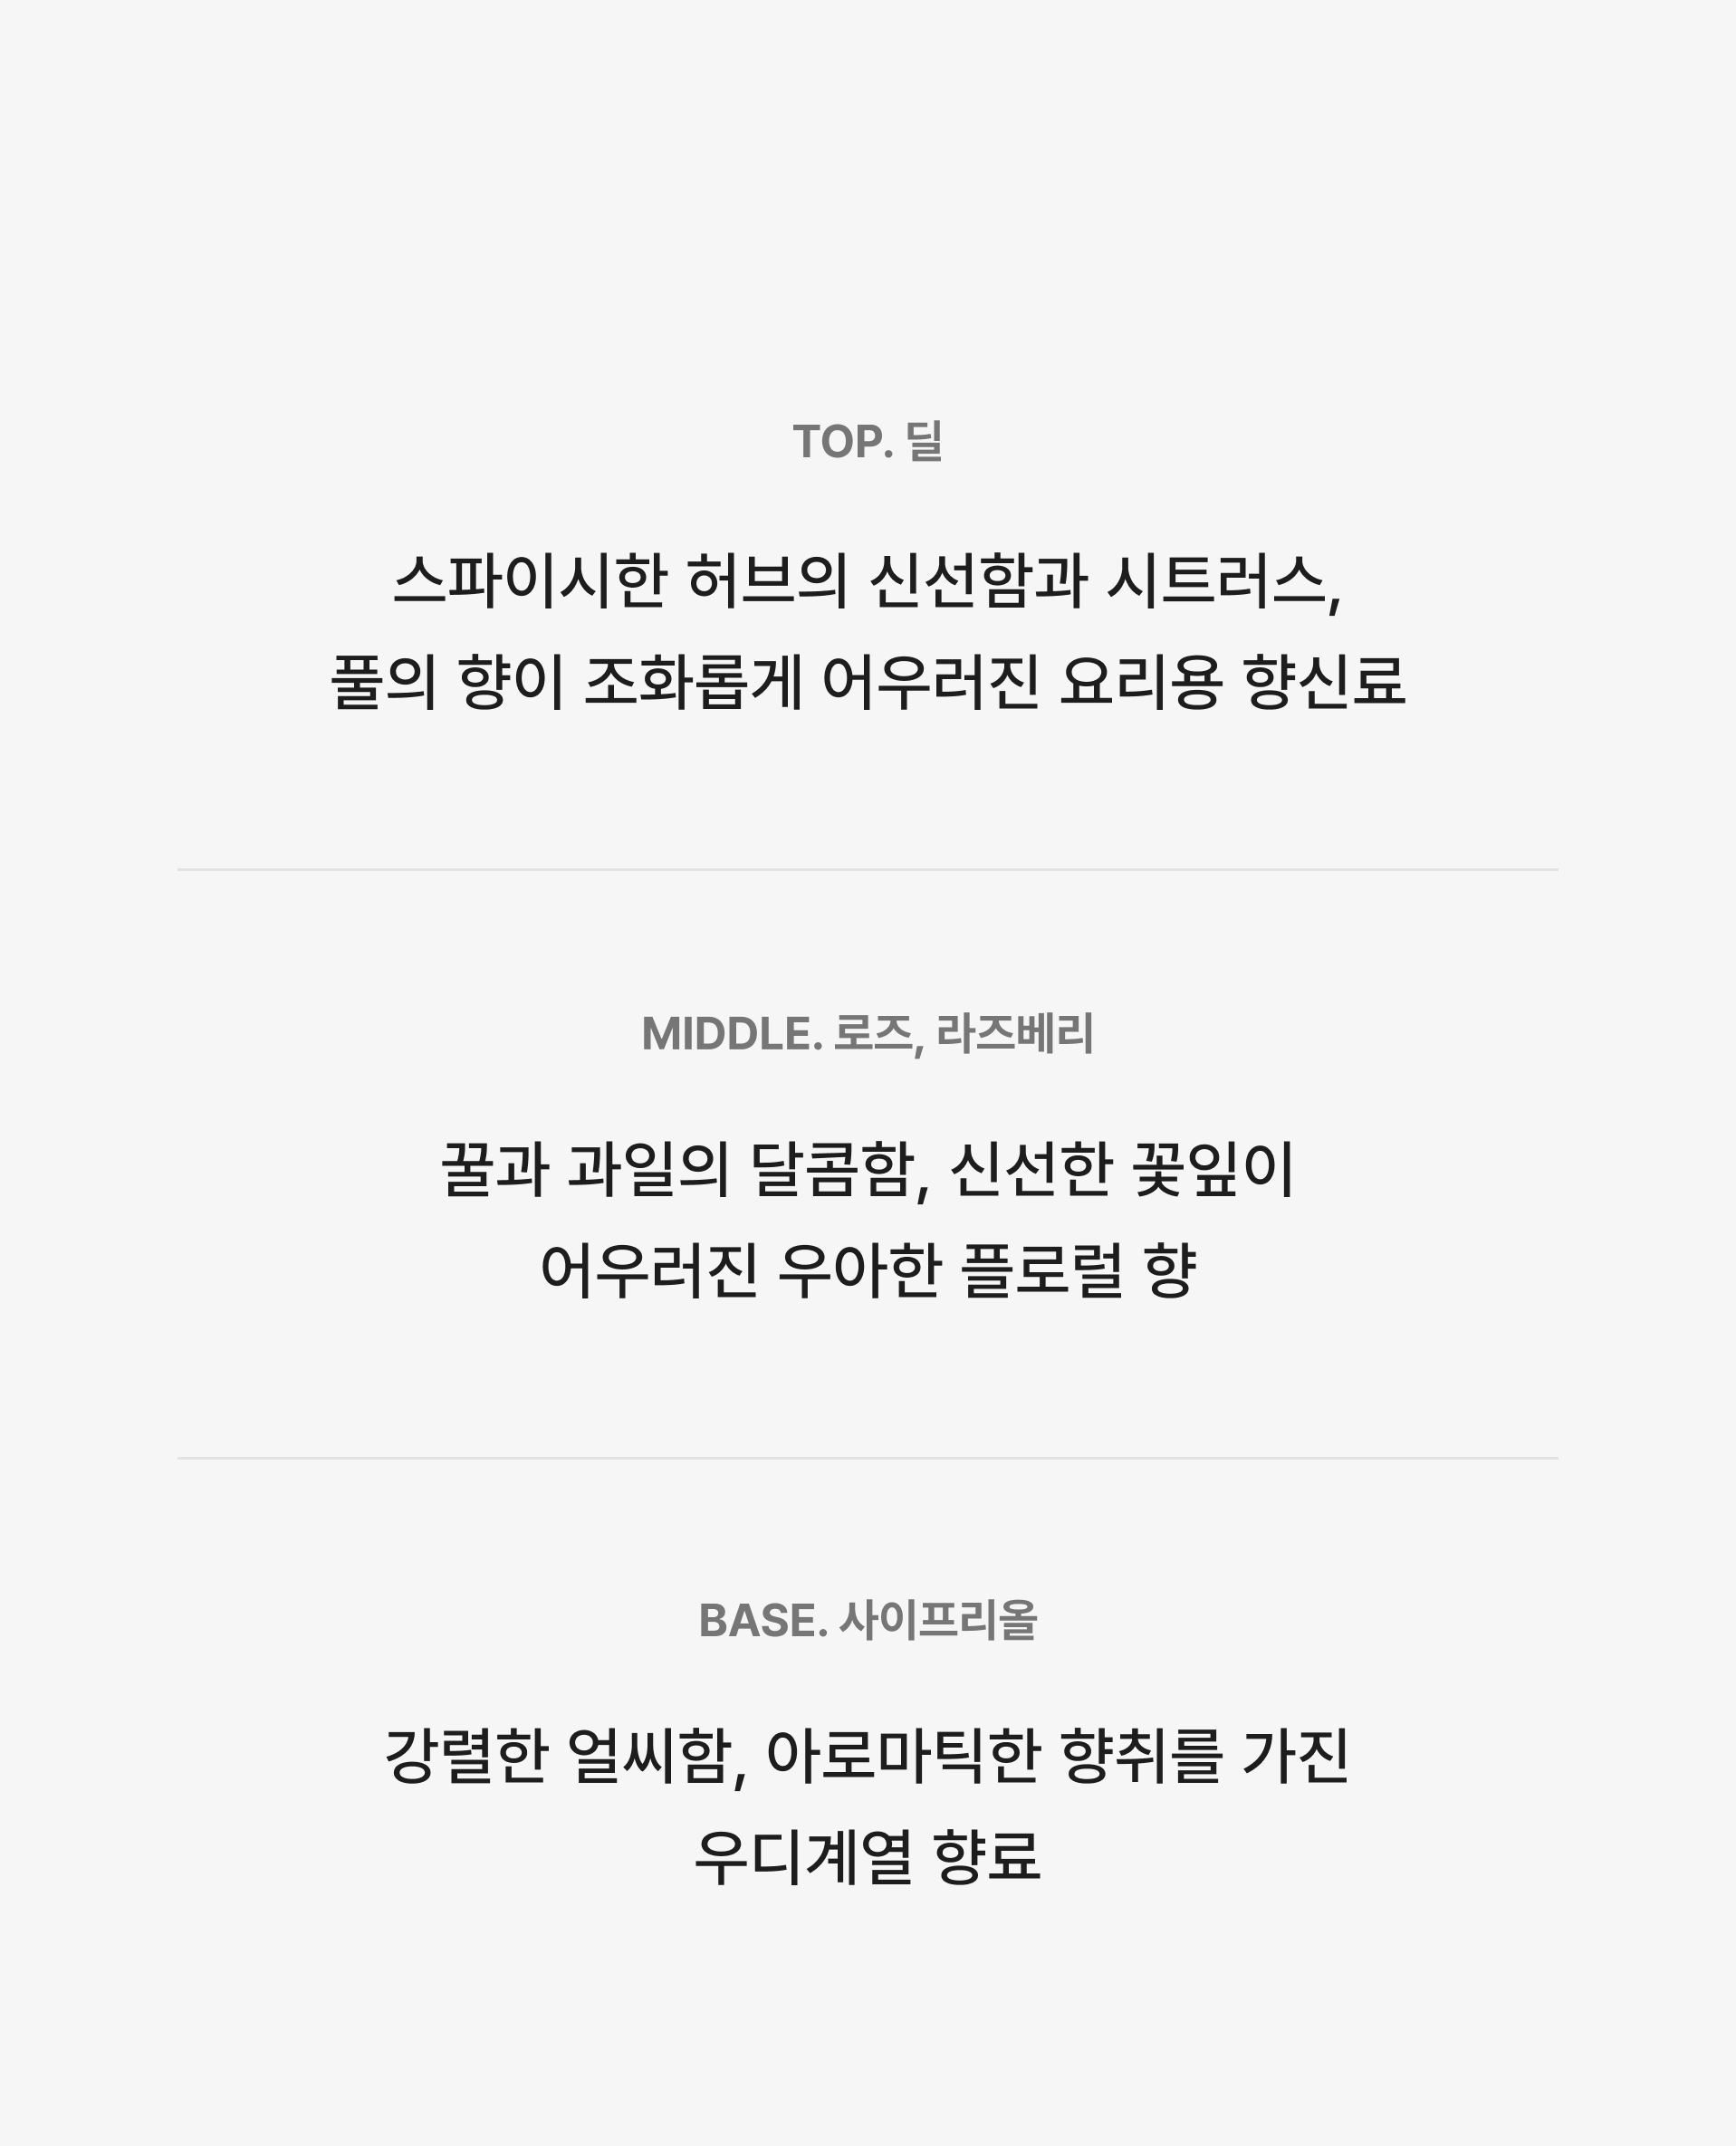 TOP. 딜
스파이시한 허브의 신선함과 시트러스,
풀의 향이 조화롭게 어우러진 요리용 향신료
MIDDLE. 로즈, 라즈베리
꿀과 과일의 달콤함, 신선한 꽃잎이
어우러진 우아한 플로럴 향
BASE. 사이프리올
강렬한 얼씨함, 아로마틱한 향취를 가진
우디계열 향료